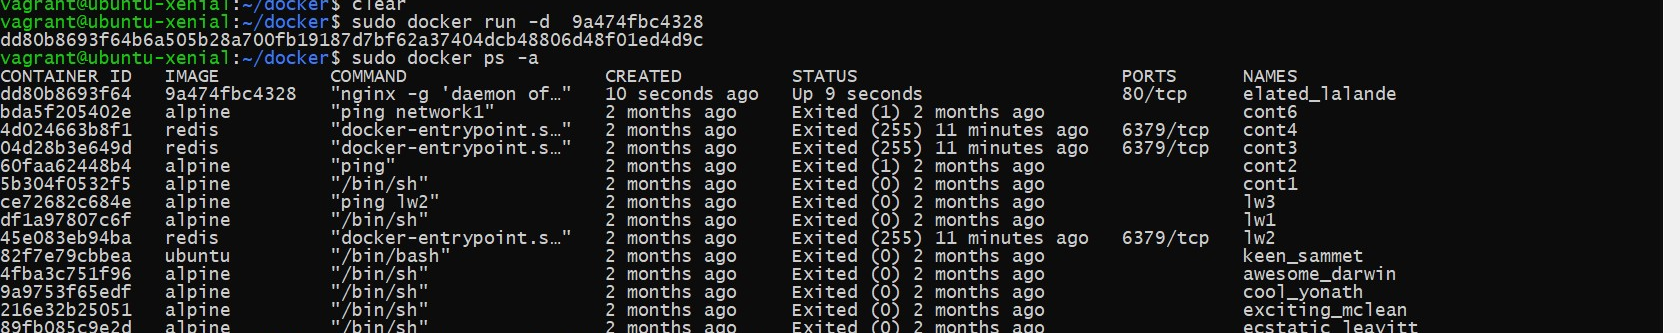 vagrant@ubuntu-xenial:~/docker$ clear
vagrant@ubuntu-xenial:~/docker$ sudo docker run -d  9a474fbc4328
dd80b8693f64b6a505b28a700fb19187d7bf62a37404dcb48806d48f01ed4d9c
vagrant@ubuntu-xenial:~/docker$ sudo docker ps -a
CONTAINER ID   IMAGE          COMMAND                  CREATED          STATUS                        PORTS      NAMES
dd80b8693f64   9a474fbc4328   "nginx -g 'daemon of…"   10 seconds ago   Up 9 seconds                  80/tcp     elated_lalande
bda5f205402e   alpine         "ping network1"          2 months ago     Exited (1) 2 months ago                  cont6
4d024663b8f1   redis          "docker-entrypoint.s…"   2 months ago     Exited (255) 11 minutes ago   6379/tcp   cont4
04d28b3e649d   redis          "docker-entrypoint.s…"   2 months ago     Exited (255) 11 minutes ago   6379/tcp   cont3
60faa62448b4   alpine         "ping"                   2 months ago     Exited (1) 2 months ago                  cont2
5b304f0532f5   alpine         "/bin/sh"                2 months ago     Exited (0) 2 months ago                  cont1
ce72682c684e   alpine         "ping lw2"               2 months ago     Exited (0) 2 months ago                  lw3
df1a97807c6f   alpine         "/bin/sh"                2 months ago     Exited (0) 2 months ago                  lw1
45e083eb94ba   redis          "docker-entrypoint.s…"   2 months ago     Exited (255) 11 minutes ago   6379/tcp   lw2
82f7e79cbbea   ubuntu         "/bin/bash"              2 months ago     Exited (0) 2 months ago                  keen_sammet
4fba3c751f96   alpine         "/bin/sh"                2 months ago     Exited (0) 2 months ago                  awesome_darwin
9a9753f65edf   alpine         "/bin/sh"                2 months ago     Exited (0) 2 months ago                  cool_yonath
216e32b25051   alpine         "/bin/sh"                2 months ago     Exited (0) 2 months ago                  exciting_mclean
89fb085c9e2d   alpine         "/bin/sh"                2 months ago     Exited (0) 2 months ago                  ecstatic_leavitt